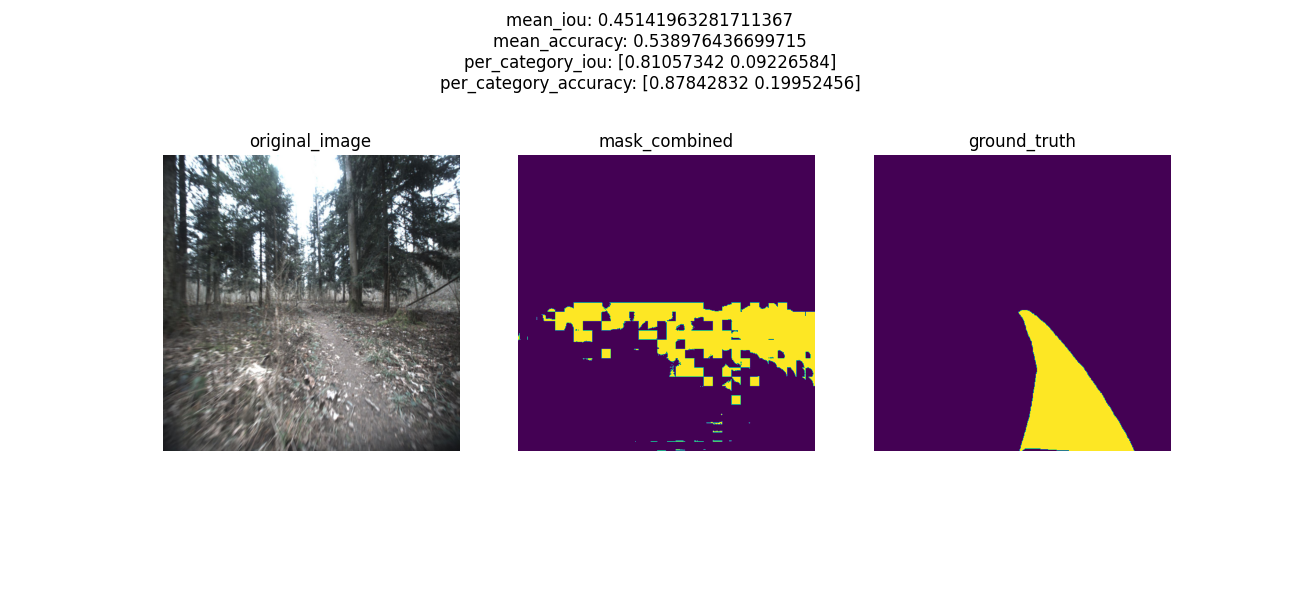 mean_iou: 0.45141963281711367
mean_accuracy: 0.538976436699715
per_category_iou: [0.81057342 0.09226584]
per_category_accuracy: [0.87842832 0.19952456]
original_image
mask_combined
ground_truth